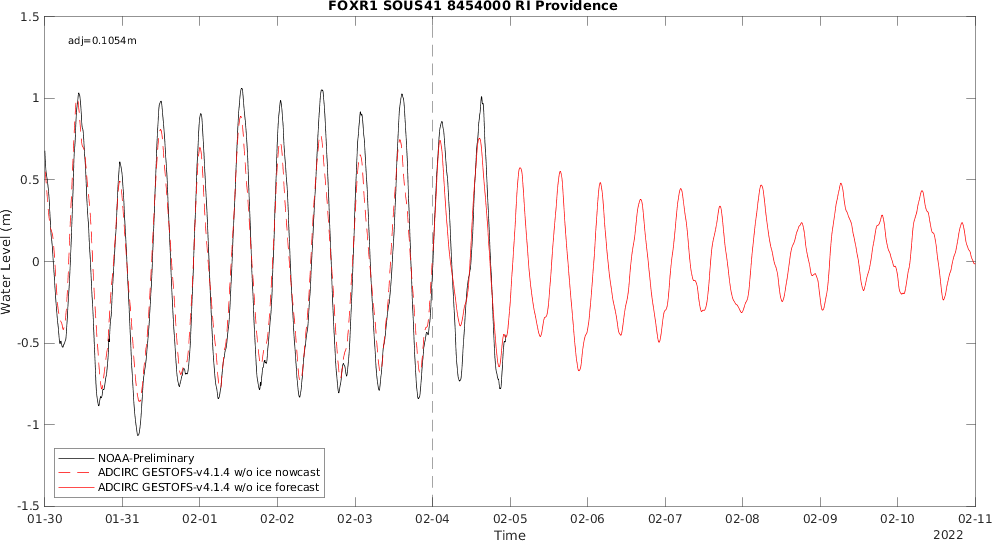 FOXR1 SOUS41 8454000 RI Providence
adj=0.1054m
1.5
1
0.5
0
-0.5
-1
-1.5
Water Level (m)
NOAA-Preliminary
ADCIRC GESTOFS-v4.1.4 w/o ice nowcast
ADCIRC GESTOFS-v4.1.4 w/o ice forecast
01-30 01-31 02-01 02-02 02-03 02-04 02-05 02-06 02-07 02-08 02-09 02-10 02-11
Time
2022